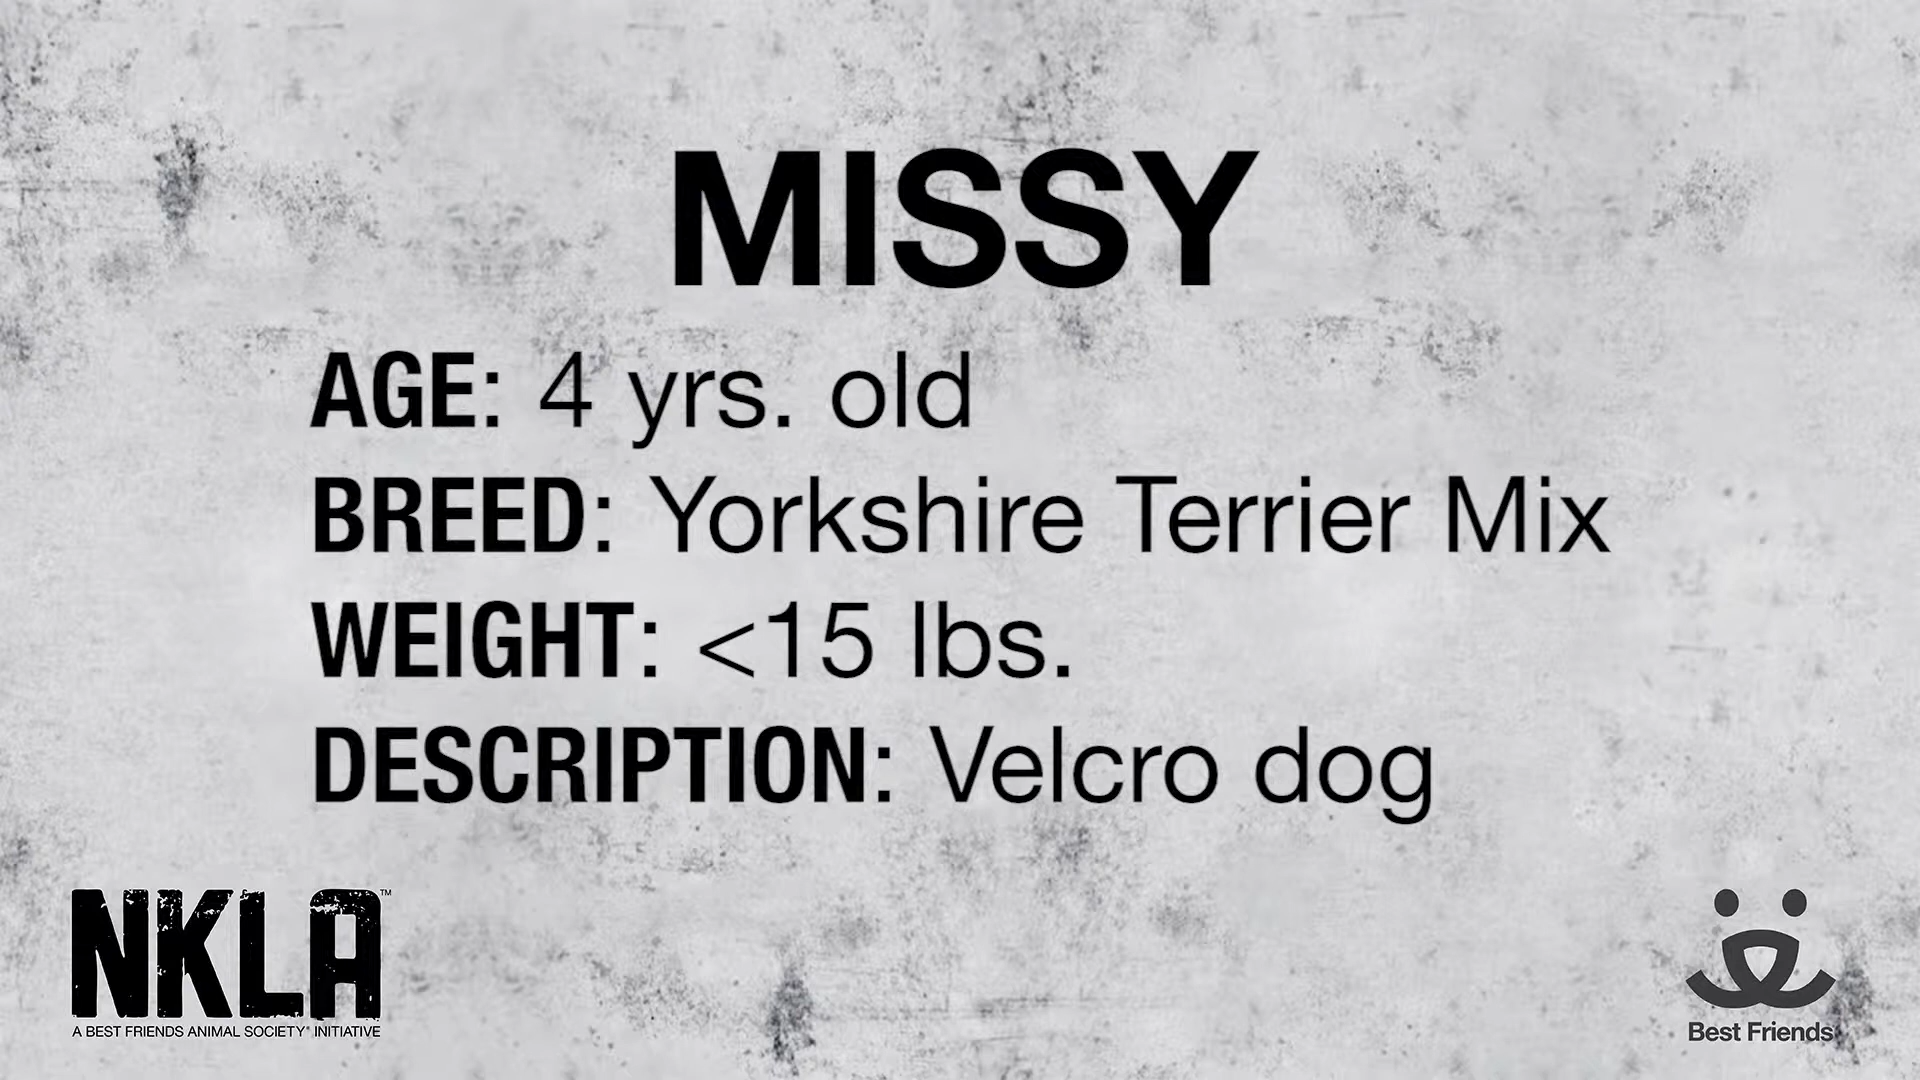 MISSY
AGE: 4 yrs. old
BREED: Yorkshire Terrier Mix
WEIGHT: <15 lbs.
DESCRIPTION: Velcro dog
NKLA™
A BEST FRIENDS ANIMAL SOCIETY® INITIATIVE
Best Friends